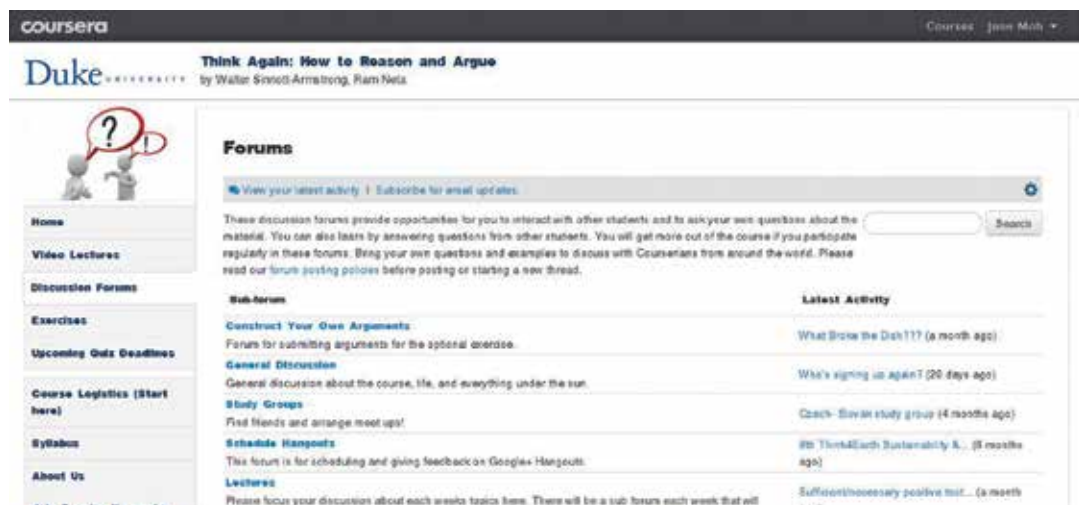 coursera
Courses
Duke UNIVERSITY
Think Again: How to Reason and Argue
by Walter Sinnott-Armstrong, Ram Neta
? !
Forums
View your latest activity | Subscribe for email updates
Home
Video Lectures
Discussion Forums
Exercises
Upcoming Quiz Deadlines
Course Logistics (Start
here)
Syllabus
About Us
These discussion forums provide opportunities for you to interact with other students and to ask your own questions about the
material. You can also learn by answering questions from other students. You will get more out of the course if you participate
regularly in these forums. Bring your own questions and examples to discuss with Courserians from around the world. Please
read our forum posting policies before posting or starting a new thread.
Search
Sub-forum
Latest Activity
Construct Your Own Arguments
Forum for submitting arguments for the optional exercise.
What Broke the Dish??? (a month ago)
General Discussion
General discussion about the course, life, and everything under the sun.
Who's signing up again? (20 days ago)
Study Groups
Find friends and arrange meet ups!
Czech- Slovak study group (4 months ago)
Schedule Hangouts
This forum is for scheduling and giving feedback on Google+ Hangouts.
Think4Earth Sustainability &... months
ago)
Lectures
Please focus your discussion about each weeks topics here. There will be a sub forum each week that will
Sufficient/necessary positive test... (a month